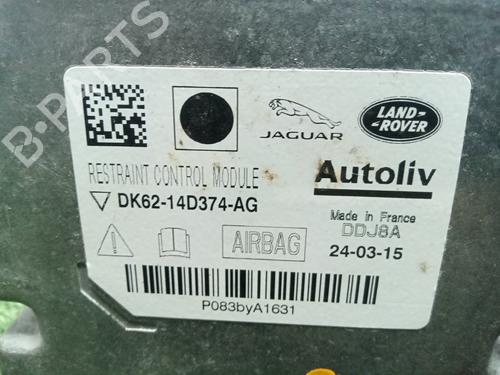 B-PARTS
JAGUAR
LAND-
ROVER
RESTRAINT CONTROL MODULE
Autoliv
DK62-14D374-AG
Made in France
DDJ8A
AIRBAG
24-03-15
P083byA1631